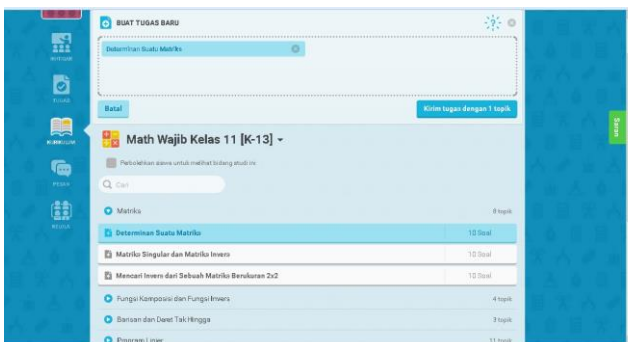 BUAT TUGAS BARU
Determinan Suatu Matriks
Batal
Kirim tugas dengan 1 topik
TUGAS
KURIKULUM
PESAN
Math Wajib Kelas 11 [K-13]
Perbolehkan siswa untuk melihat bidang studi ini
Cari
Matriks
Determinan Suatu Matriks
10 Soal
Matriks Singular dan Matriks Invers
10 Soal
Mencari Invers dari Sebuah Matriks Berukuran 2x2
10 Soal
Fungsi Komposisi dan Fungsi Invers
4 topik
Barisan dan Deret Tak Hingga
3 topik
Program Linier
11 topik
Saran